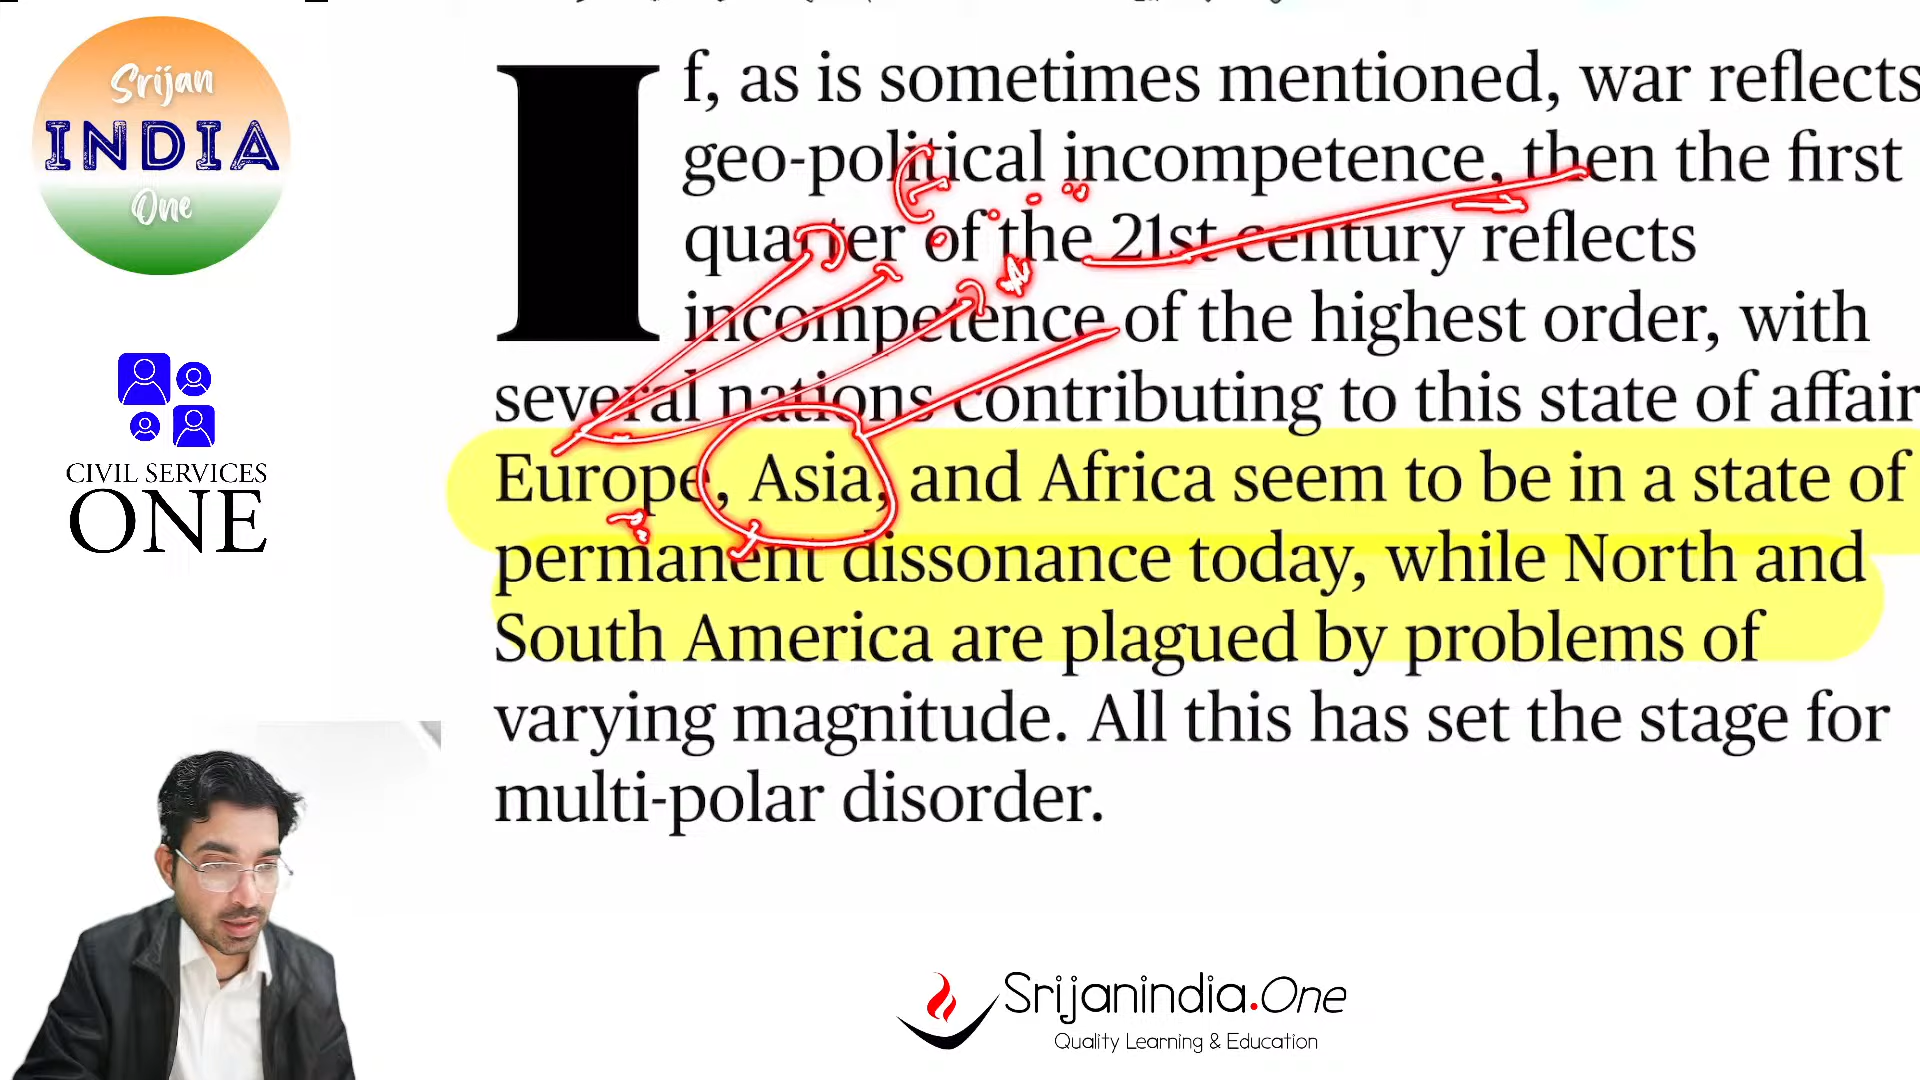 Srijan
INDIA
One
CIVIL SERVICES
ONE
If, as is sometimes mentioned, war reflects
geo-political incompetence, then the first
quarter of the 21st century reflects
incompetence of the highest order, with
several nations contributing to this state of affair
Europe, Asia, and Africa seem to be in a state of
permanent dissonance today, while North and
South America are plagued by problems of
varying magnitude. All this has set the stage for
multi-polar disorder.
Srijanindia.One
Quality Learning & Education